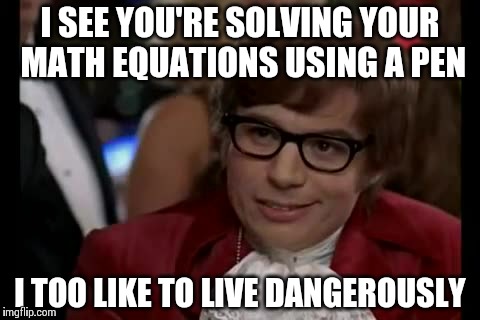 I SEE YOU'RE SOLVING YOUR
MATH EQUATIONS USING A PEN
I TOO LIKE TO LIVE DANGEROUSLY
imgflip.com